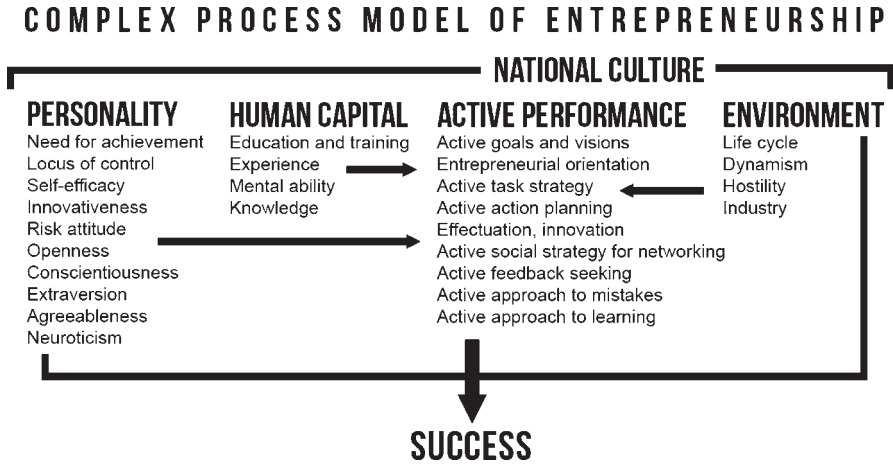 COMPLEX PROCESS MODEL OF ENTREPRENEURSHIP
NATIONAL CULTURE
PERSONALITY
Need for achievement
Locus of control
Self-efficacy
Innovativeness
Risk attitude
Openness
Conscientiousness
Extraversion
Agreeableness
Neuroticism
HUMAN CAPITAL
Education and training
Experience
Mental ability
Knowledge
ACTIVE PERFORMANCE
Active goals and visions
Entrepreneurial orientation
Active task strategy
Active action planning
Effectuation, innovation
Active social strategy for networking
Active feedback seeking
Active approach to mistakes
Active approach to learning
ENVIRONMENT
Life cycle
Dynamism
Hostility
Industry
SUCCESS